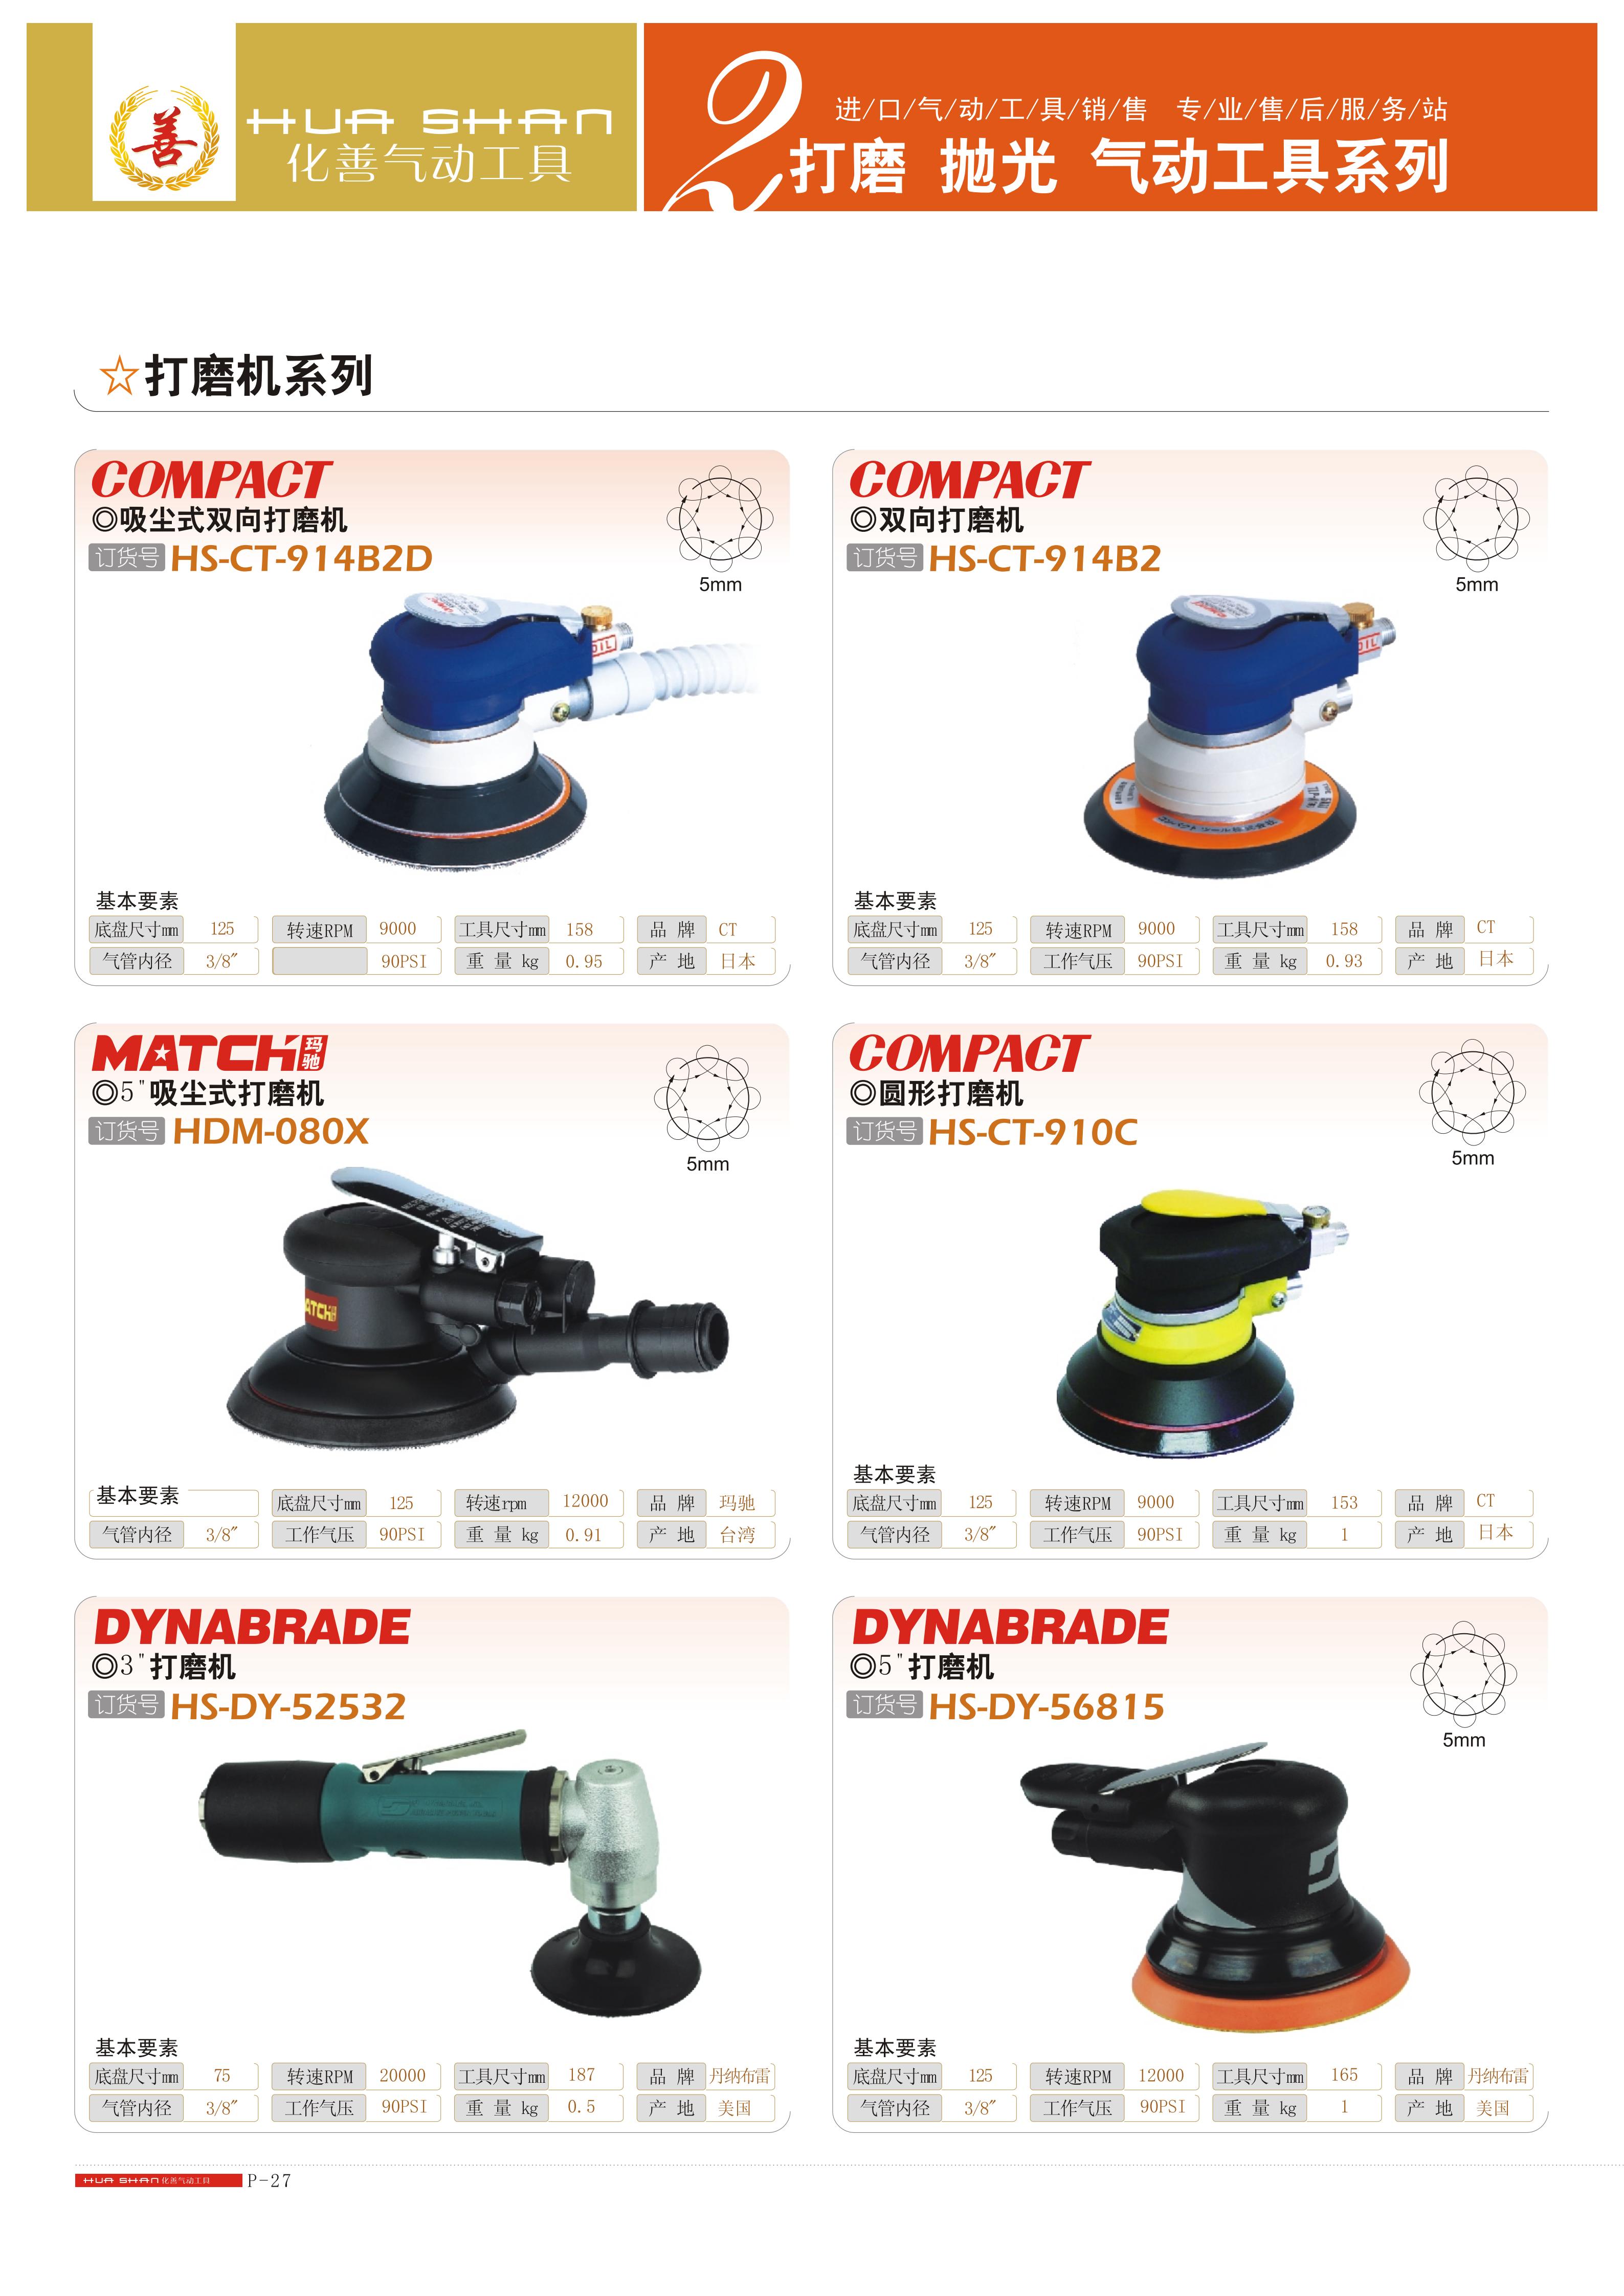 善
HUA SHAN
化善气动工具
2
进/口/气/动/工/具/销/售 专/业/售/后/服/务/站
打磨 抛光 气动工具系列
☆打磨机系列
COMPACT
◎吸尘式双向打磨机
订货号 HS-CT-914B2D
5mm
OIL
基本要素
底盘尺寸mm 125 转速RPM 9000 工具尺寸mm 158 品 牌 CT
气管内径 3/8″ 90PSI 重 量 kg 0.95 产 地 日本
COMPACT
◎双向打磨机
订货号 HS-CT-914B2
5mm
OIL
基本要素
底盘尺寸mm 125 转速RPM 9000 工具尺寸mm 158 品 牌 CT
气管内径 3/8″ 工作气压 90PSI 重 量 kg 0.93 产 地 日本
MATCH 玛驰
◎5"吸尘式打磨机
订货号 HDM-080X
5mm
基本要素 底盘尺寸mm 125 转速rpm 12000 品 牌 玛驰
气管内径 3/8″ 工作气压 90PSI 重 量 kg 0.91 产 地 台湾
COMPACT
◎圆形打磨机
订货号 HS-CT-910C
5mm
基本要素
底盘尺寸mm 125 转速RPM 9000 工具尺寸mm 153 品 牌 CT
气管内径 3/8″ 工作气压 90PSI 重 量 kg 1 产 地 日本
DYNABRADE
◎3"打磨机
订货号 HS-DY-52532
基本要素
底盘尺寸mm 75 转速RPM 20000 工具尺寸mm 187 品 牌 丹纳布雷
气管内径 3/8″ 工作气压 90PSI 重 量 kg 0.5 产 地 美国
DYNABRADE
◎5"打磨机
订货号 HS-DY-56815
5mm
基本要素
底盘尺寸mm 125 转速RPM 12000 工具尺寸mm 165 品 牌 丹纳布雷
气管内径 3/8″ 工作气压 90PSI 重 量 kg 1 产 地 美国
HUA SHAN 化善气动工具 P-27